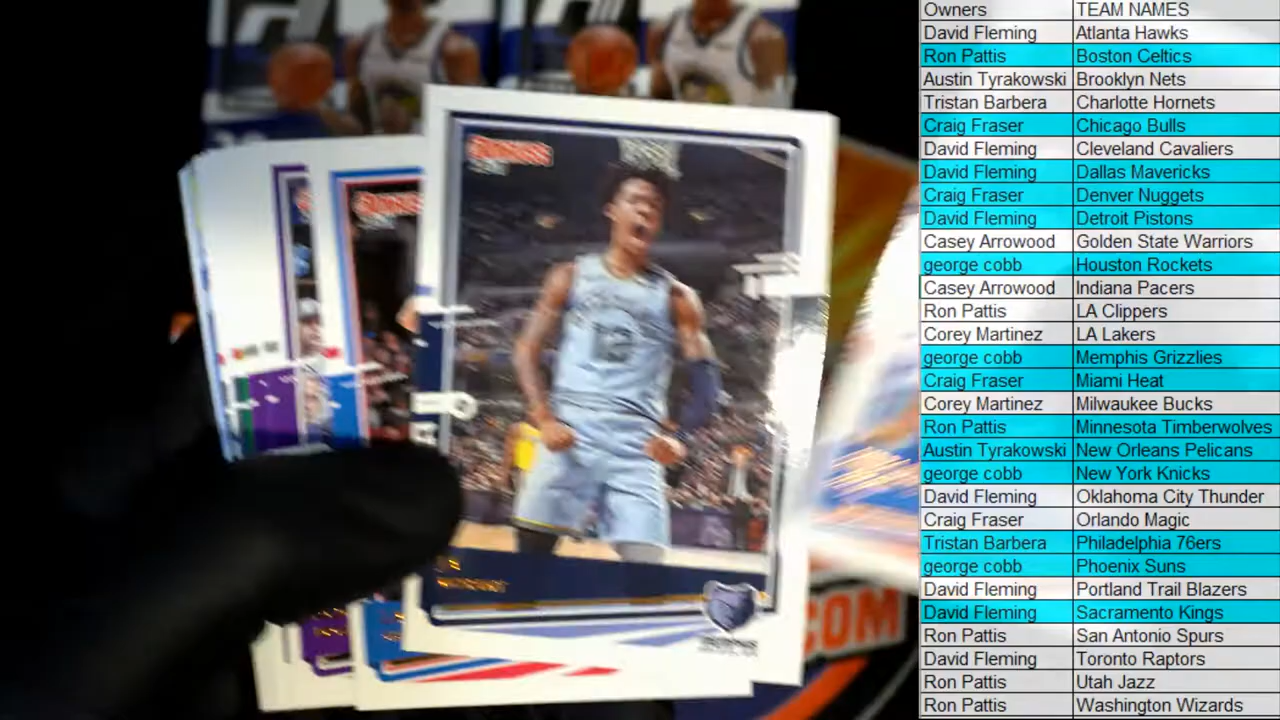 Owners TEAM NAMES
David Fleming Atlanta Hawks
Ron Pattis Boston Celtics
Austin Tyrakowski Brooklyn Nets
Tristan Barbera Charlotte Hornets
Craig Fraser Chicago Bulls
David Fleming Cleveland Cavaliers
David Fleming Dallas Mavericks
Craig Fraser Denver Nuggets
David Fleming Detroit Pistons
Casey Arrowood Golden State Warriors
george cobb Houston Rockets
Casey Arrowood Indiana Pacers
Ron Pattis LA Clippers
Corey Martinez LA Lakers
george cobb Memphis Grizzlies
Craig Fraser Miami Heat
Corey Martinez Milwaukee Bucks
Ron Pattis Minnesota Timberwolves
Austin Tyrakowski New Orleans Pelicans
george cobb New York Knicks
David Fleming Oklahoma City Thunder
Craig Fraser Orlando Magic
Tristan Barbera Philadelphia 76ers
george cobb Phoenix Suns
David Fleming Portland Trail Blazers
David Fleming Sacramento Kings
Ron Pattis San Antonio Spurs
David Fleming Toronto Raptors
Ron Pattis Utah Jazz
Ron Pattis Washington Wizards
12
.COM